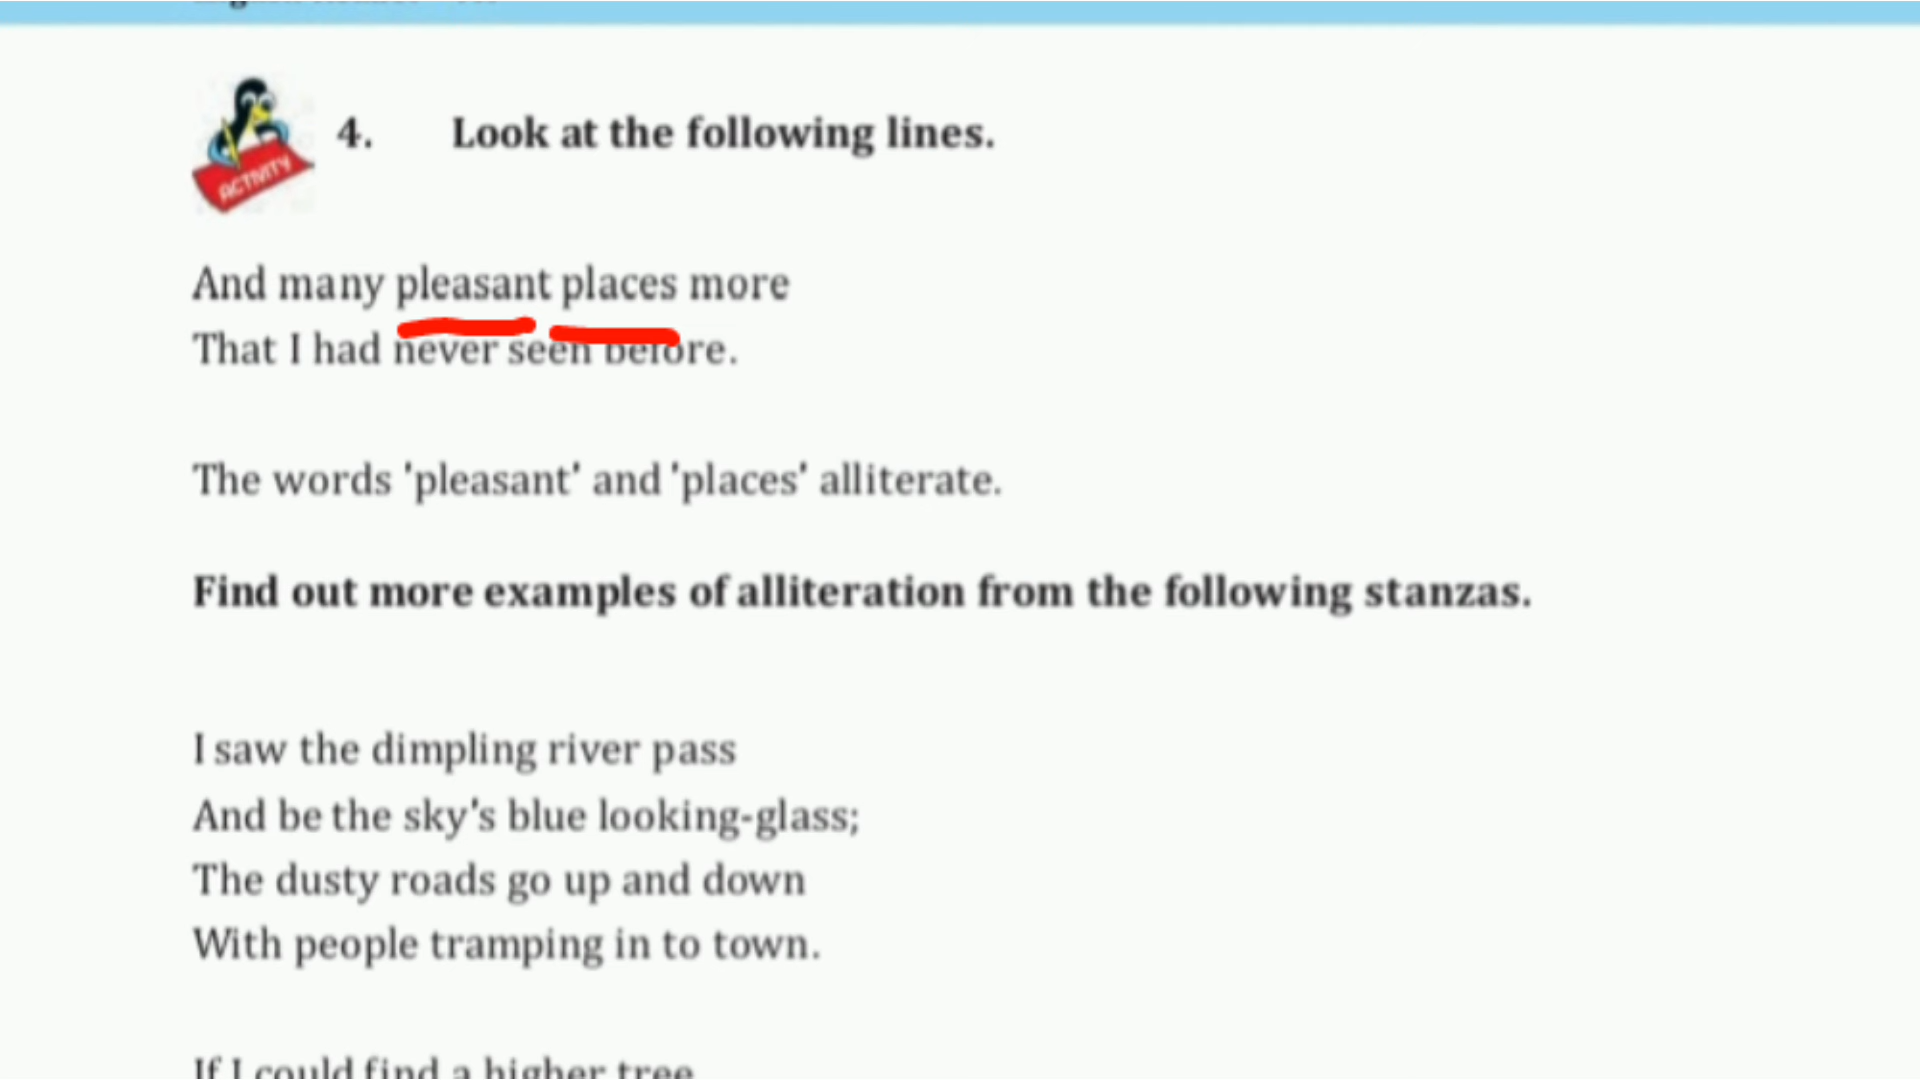 ACTIVITY
4. Look at the following lines.
And many pleasant places more
That I had never seen before.
The words 'pleasant' and 'places' alliterate.
Find out more examples of alliteration from the following stanzas.
I saw the dimpling river pass
And be the sky's blue looking-glass;
The dusty roads go up and down
With people tramping in to town.
If I could find a higher tree